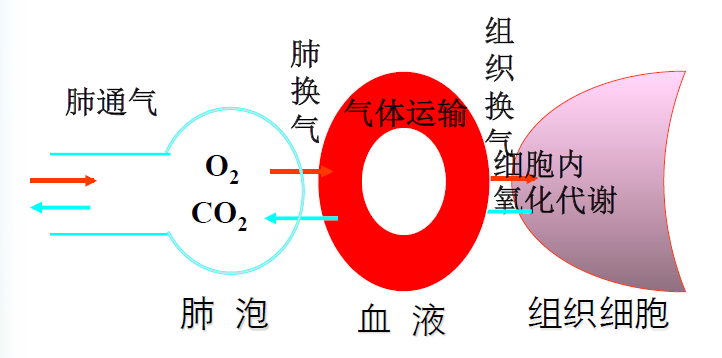 肺通气
肺换气
气体运输
组织换气
细胞内
氧化代谢
O₂
CO₂
肺 泡
血 液
组织细胞